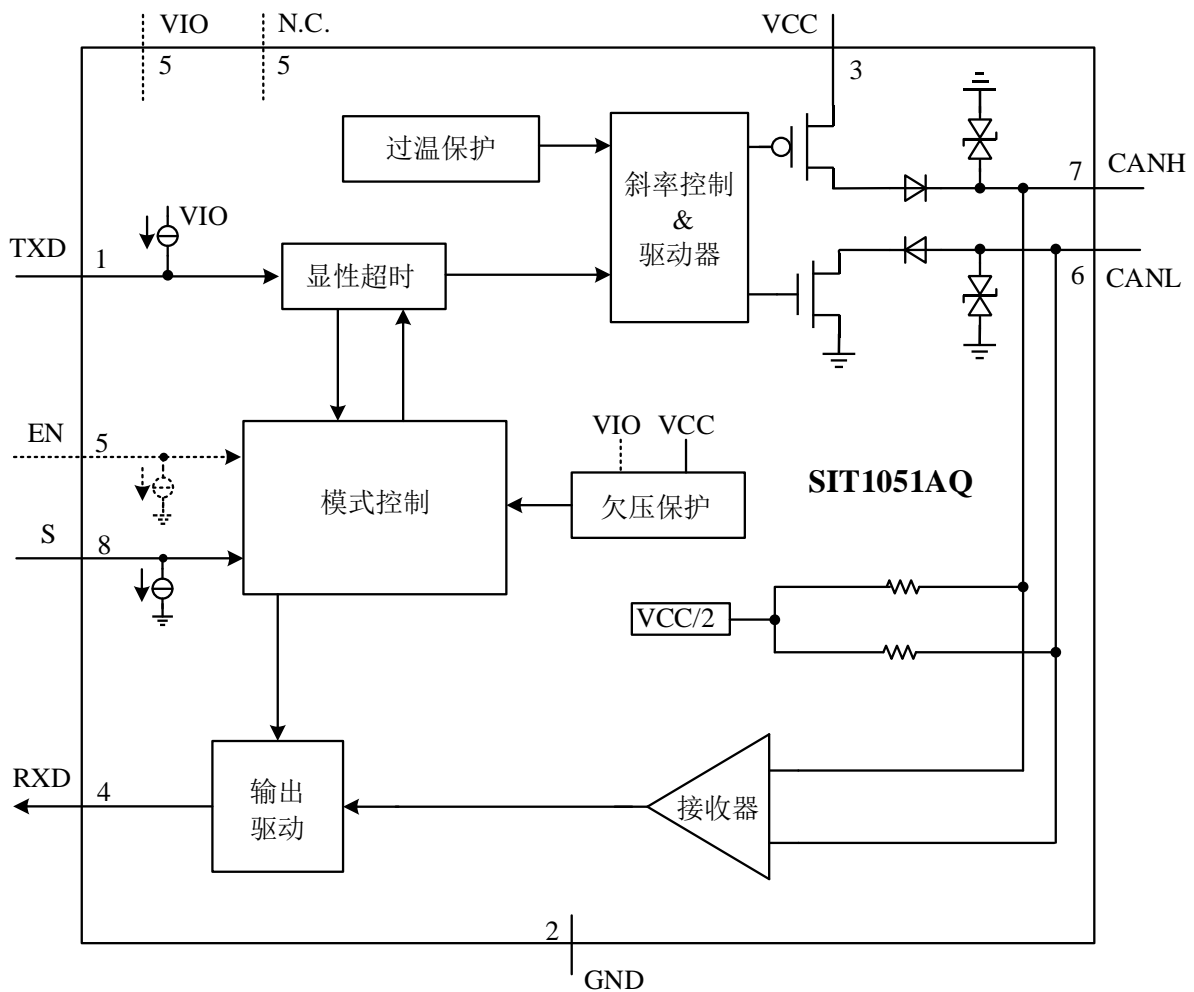 VIO
N.C.
VCC
5
5
3
过温保护
斜率控制
&
驱动器
7
CANH
VIO
TXD
1
显性超时
6
CANL
EN
5
VIO
VCC
模式控制
欠压保护
SIT1051AQ
S
8
VCC/2
RXD
4
输出
驱动
接收器
2
GND